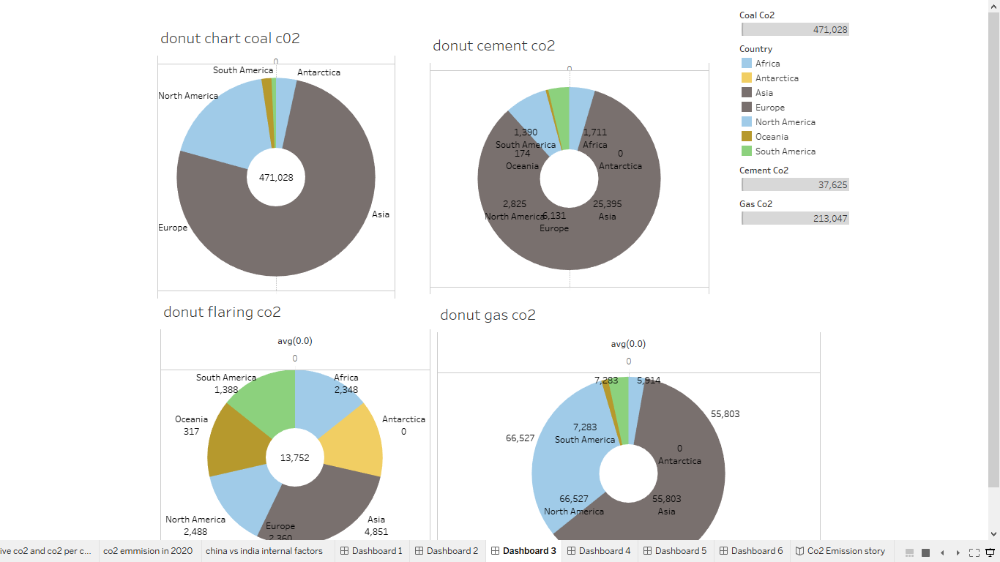 donut chart coal c02
0
South America
Antarctica
North America
471,028
Asia
Europe
donut cement co2
0
1,390
South America
1,711
Africa
174
Oceania
0
Antarctica
2,825
North America
6,131
Europe
25,395
Asia
Coal Co2
471,028
Country
Africa
Antarctica
Asia
Europe
North America
Oceania
South America
Cement Co2
37,625
Gas Co2
213,047
donut flaring co2
avg(0.0)
0
South America
1,388
Africa
2,348
Oceania
317
Antarctica
0
13,752
North America
2,488
Europe
2,360
Asia
4,851
donut gas co2
avg(0.0)
0
7,283
5,914
55,803
66,527
7,283
South America
0
Antarctica
66,527
North America
55,803
Asia
ive co2 and co2 per c...
co2 emmision in 2020
china vs india internal factors
Dashboard 1
Dashboard 2
Dashboard 3
Dashboard 4
Dashboard 5
Dashboard 6
Co2 Emission story